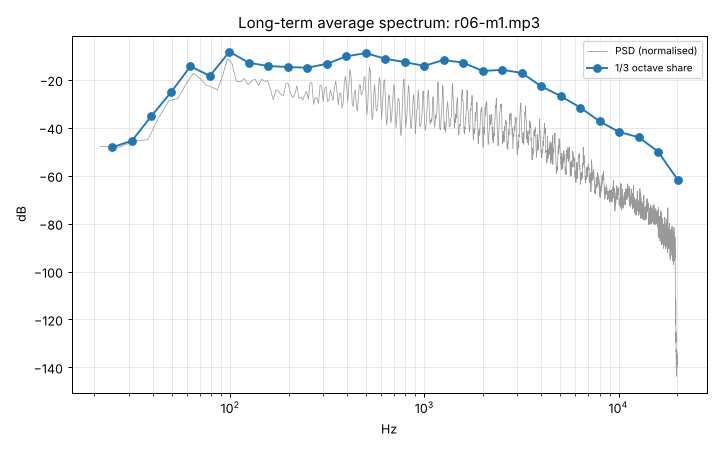 Long-term average spectrum: r06-m1.mp3
PSD (normalised)
1/3 octave share
−20
−40
−60
−80
−100
−120
−140
dB
10²
10³
10⁴
Hz